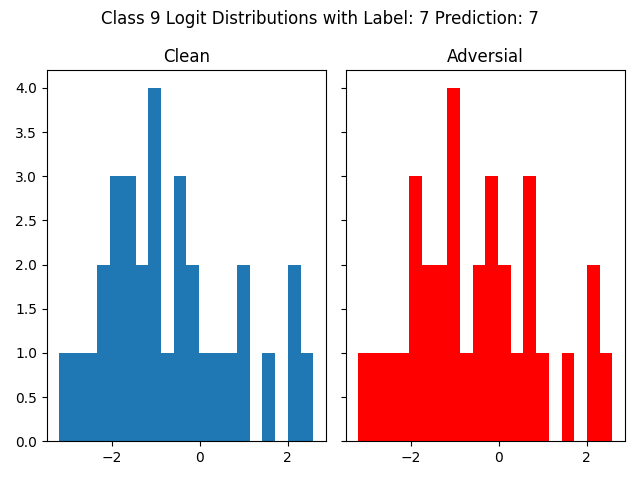 Class 9 Logit Distributions with Label: 7 Prediction: 7
Clean
Adversial
4.0
3.5
3.0
2.5
2.0
1.5
1.0
0.5
0.0
−2 0 2
−2 0 2